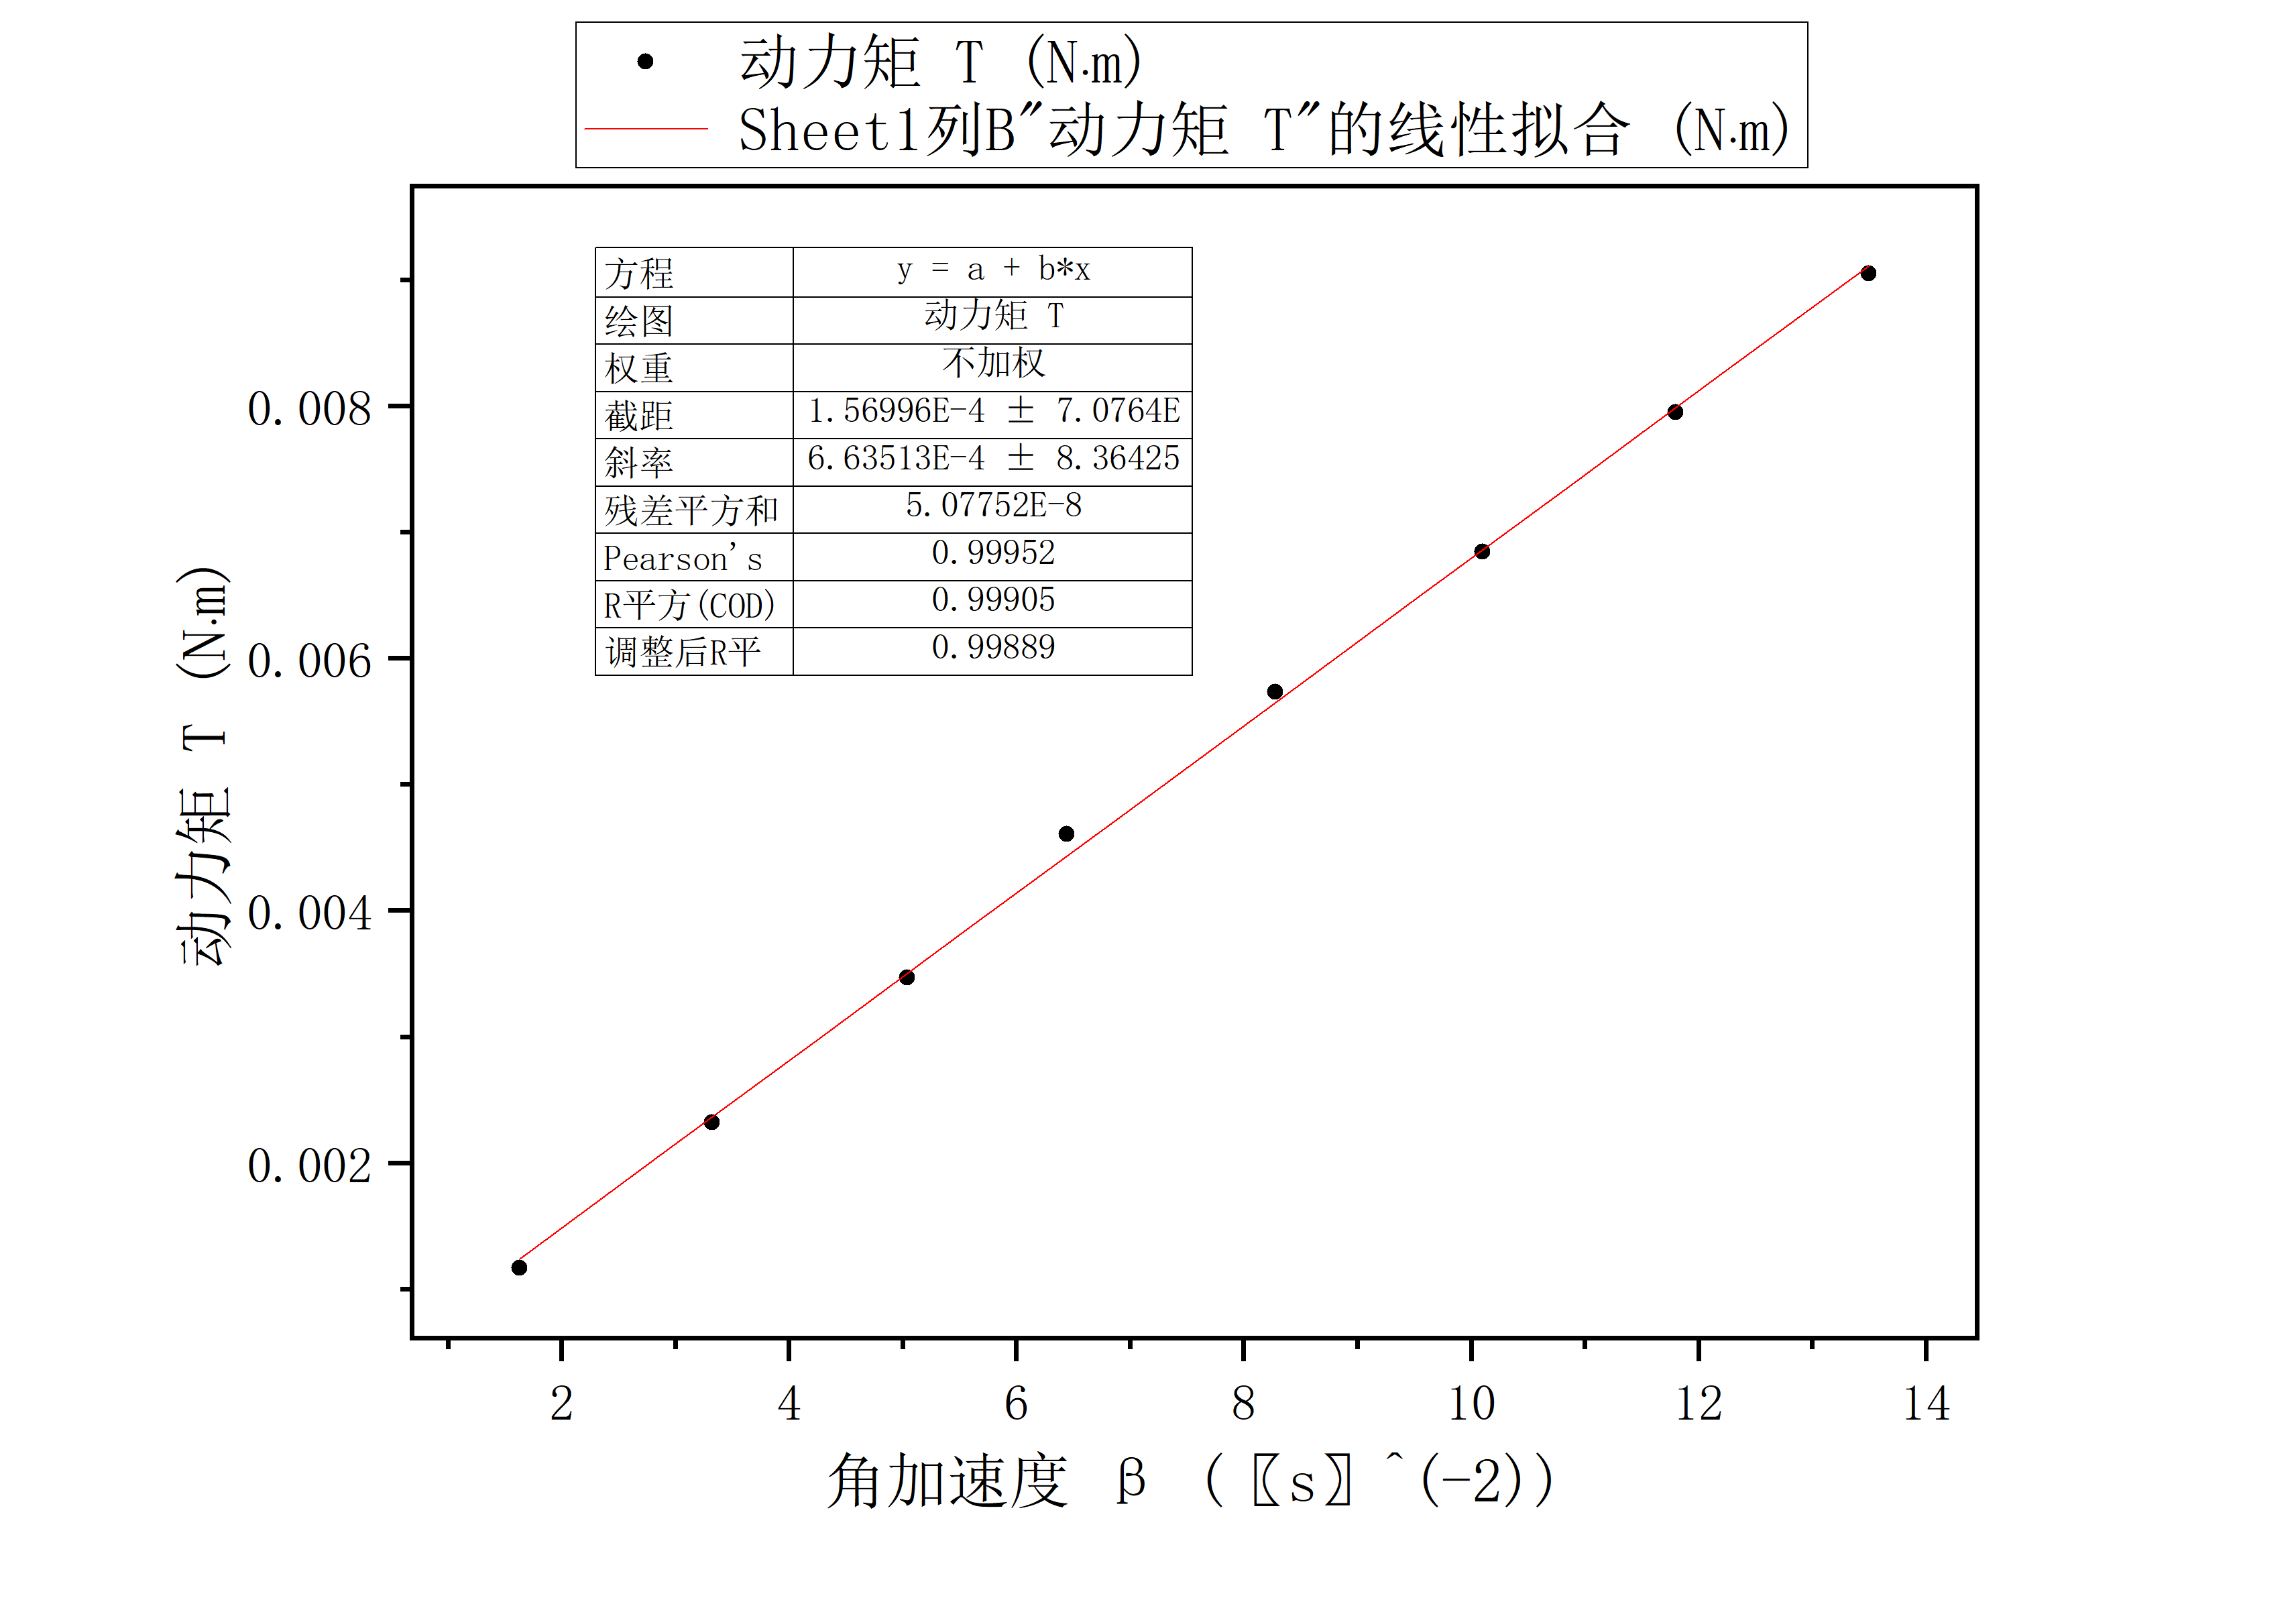 动力矩 T (N·m)
Sheet1列B"动力矩 T"的线性拟合 (N·m)
方程 y = a + b*x
绘图 动力矩 T
权重 不加权
截距 1.56996E-4 ± 7.0764E
斜率 6.63513E-4 ± 8.36425
残差平方和 5.07752E-8
Pearson's 0.99952
R平方(COD) 0.99905
调整后R平 0.99889
0.008
0.006
0.004
0.002
动力矩 T (N·m)
2 4 6 8 10 12 14
角加速度 β (〖s〗^(-2))